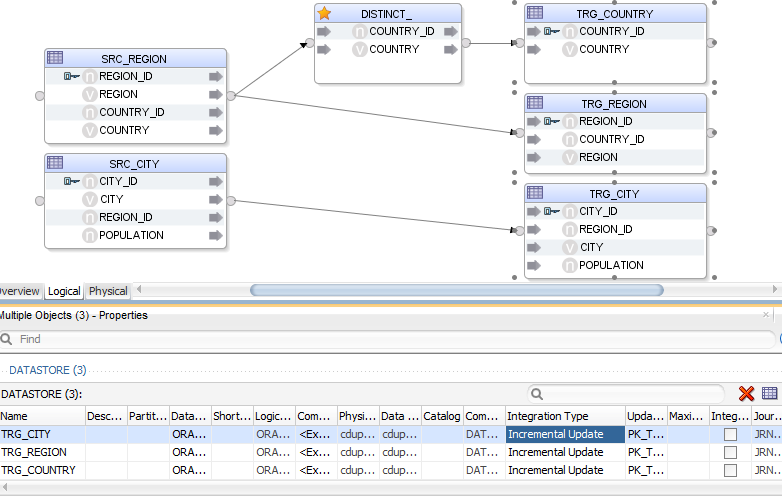 DISTINCT_
COUNTRY_ID
COUNTRY
TRG_COUNTRY
COUNTRY_ID
COUNTRY
SRC_REGION
REGION_ID
REGION
COUNTRY_ID
COUNTRY
TRG_REGION
REGION_ID
COUNTRY_ID
REGION
SRC_CITY
CITY_ID
CITY
REGION_ID
POPULATION
TRG_CITY
CITY_ID
REGION_ID
CITY
POPULATION
Overview Logical Physical
Multiple Objects (3) - Properties
Find
DATASTORE (3)
DATASTORE (3):
Name Desc... Partit... Data... Short... Logic... Com... Physi... Data ... Catalog Com... Integration Type Upda... Maxi... Integ... Jour...
TRG_CITY ORA... ORA... <Ex... cdup... cdup... DAT... Incremental Update PK_T... JRN...
TRG_REGION ORA... ORA... <Ex... cdup... cdup... DAT... Incremental Update PK_T... JRN...
TRG_COUNTRY ORA... ORA... <Ex... cdup... cdup... DAT... Incremental Update PK_T... JRN...